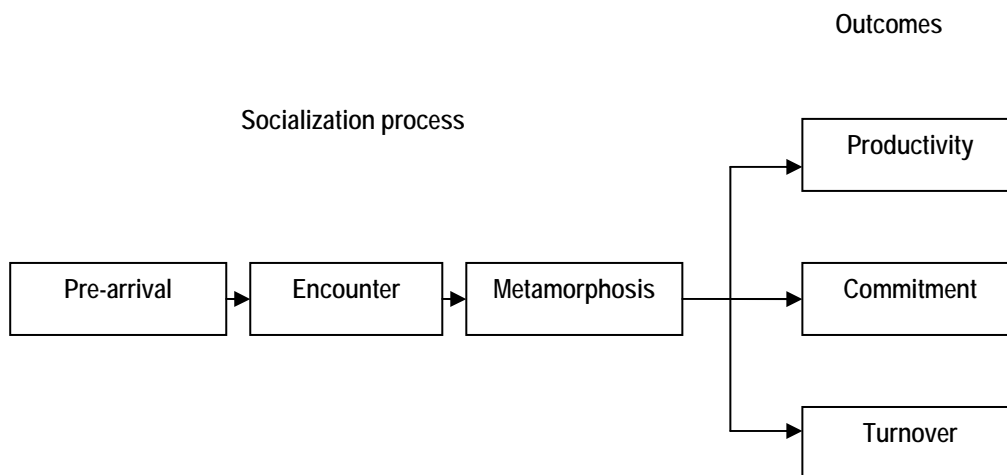 Outcomes
Socialization process
Productivity
Pre-arrival
Encounter
Metamorphosis
Commitment
Turnover